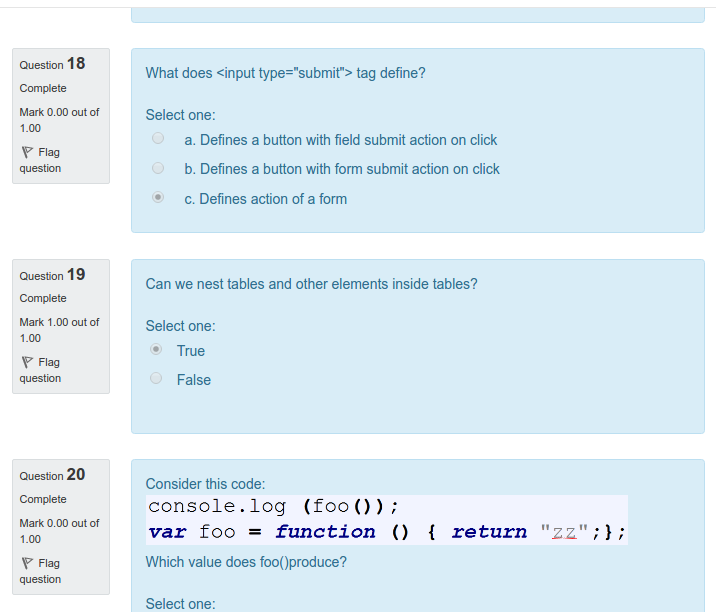 Question 18
Complete
Mark 0.00 out of
1.00
Flag
question
What does <input type="submit"> tag define?
Select one:
a. Defines a button with field submit action on click
b. Defines a button with form submit action on click
c. Defines action of a form
Question 19
Complete
Mark 1.00 out of
1.00
Flag
question
Can we nest tables and other elements inside tables?
Select one:
True
False
Question 20
Complete
Mark 0.00 out of
1.00
Flag
question
Consider this code:
console.log (foo());
var foo = function () { return "zz";};
Which value does foo()produce?
Select one: